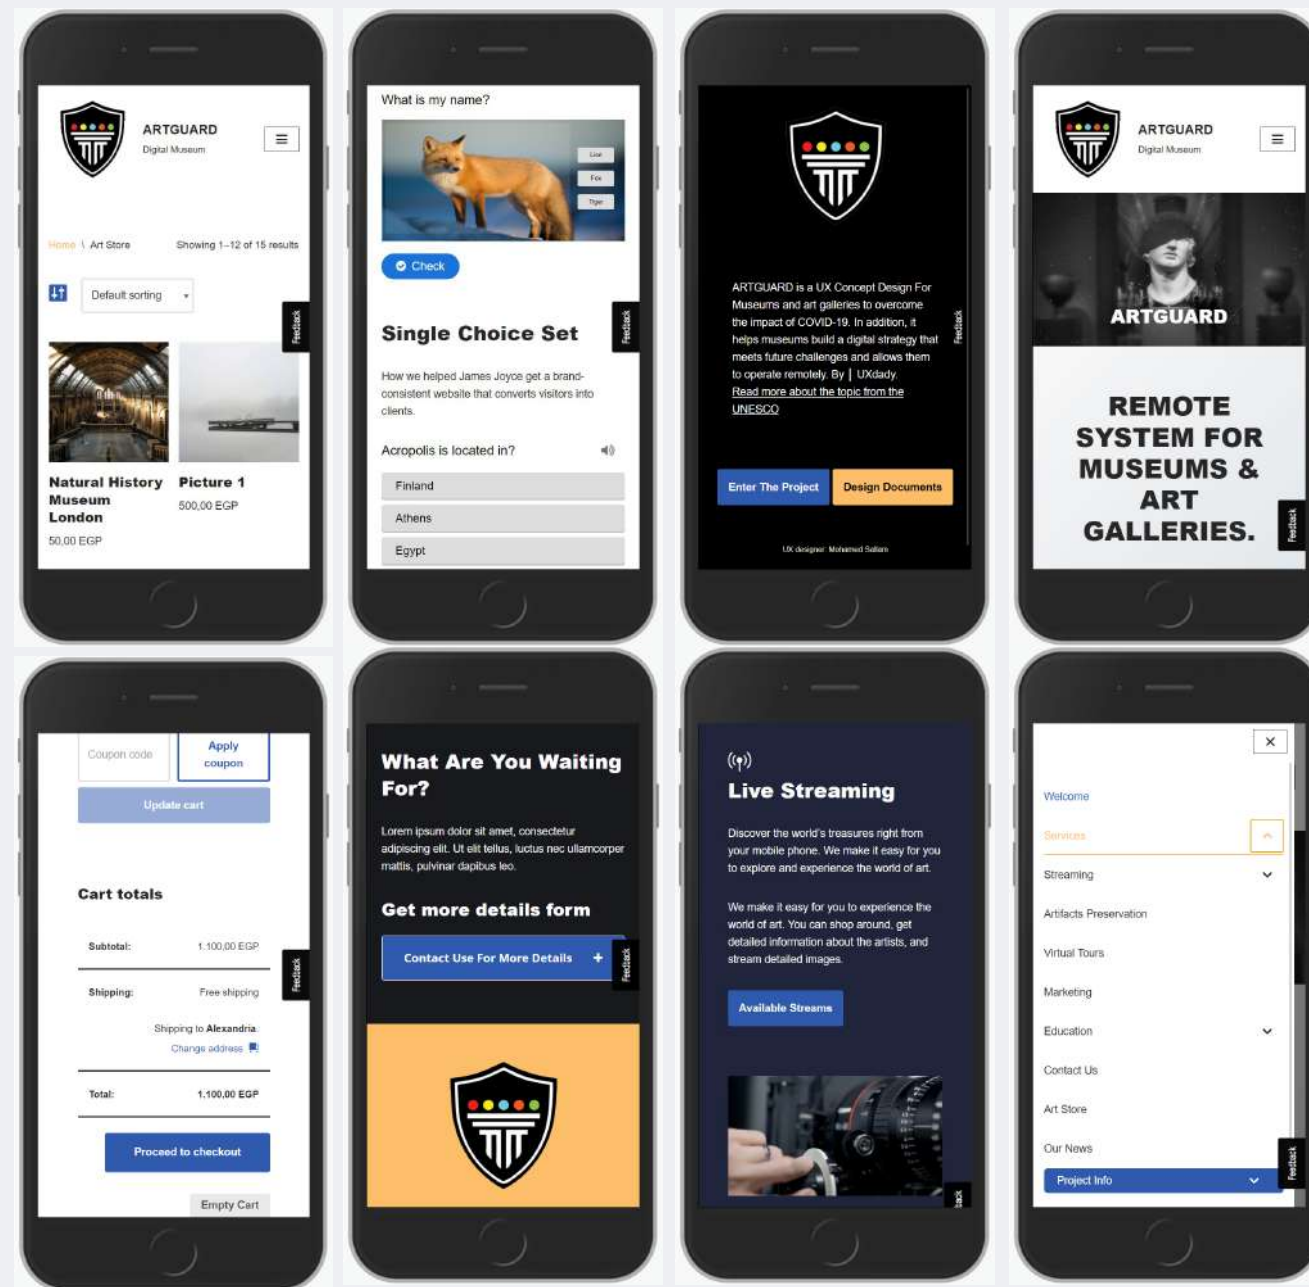 ARTGUARD
Digital Museum
Home \ Art Store
Showing 1–12 of 15 results
Default sorting
Feedback
Natural History
Museum
London
50,00 EGP
Picture 1
500,00 EGP
What is my name?
Lion
Fox
Tiger
Check
Single Choice Set
Feedback
How we helped James Joyce get a brand-
consistent website that converts visitors into
clients.
Acropolis is located in?
Finland
Athens
Egypt
ARTGUARD is a UX Concept Design For
Museums and art galleries to overcome
the impact of COVID-19. In addition, it
helps museums build a digital strategy that
meets future challenges and allows them
to operate remotely. By | UXdady.
Read more about the topic from the
UNESCO
Feedback
Enter The Project
Design Documents
UX designer: Mohamed Sallam
ARTGUARD
Digital Museum
ARTGUARD
REMOTE
SYSTEM FOR
MUSEUMS &
ART
GALLERIES.
Feedback
Coupon code
Apply
coupon
Update cart
Cart totals
Subtotal:
1.100,00 EGP
Feedback
Shipping:
Free shipping
Shipping to Alexandria.
Change address
Total:
1.100,00 EGP
Proceed to checkout
Empty Cart
What Are You Waiting
For?
Lorem ipsum dolor sit amet, consectetur
adipiscing elit. Ut elit tellus, luctus nec ullamcorper
mattis, pulvinar dapibus leo.
Get more details form
Contact Use For More Details +
Feedback
Live Streaming
Discover the world's treasures right from
your mobile phone. We make it easy for you
to explore and experience the world of art.
We make it easy for you to experience the
world of art. You can shop around, get
detailed information about the artists, and
stream detailed images.
Available Streams
back
Welcome
Services
Streaming
Artifacts Preservation
Virtual Tours
Marketing
Education
Contact Us
Art Store
Our News
Project Info
Feedback